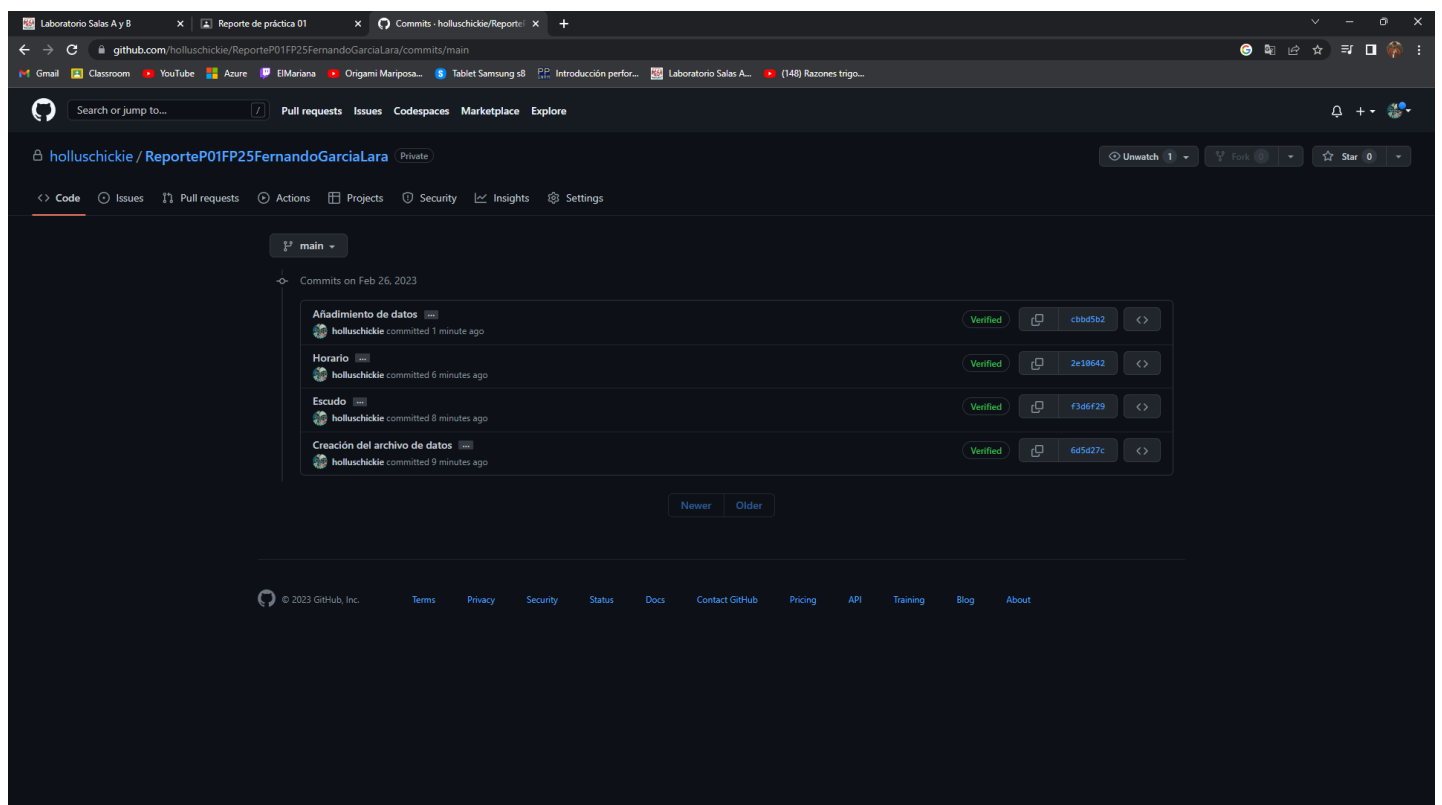 Laboratorio Salas A y B
Reporte de práctica 01
Commits · holluschickie/Reporte
github.com/holluschickie/ReporteP01FP25FernandoGarciaLara/commits/main
Gmail Classroom YouTube Azure ElMariana Origami Mariposa... Tablet Samsung s8 Introducción perfor... Laboratorio Salas A... (148) Razones trigo...
Search or jump to... / Pull requests Issues Codespaces Marketplace Explore
holluschickie / ReporteP01FP25FernandoGarciaLara Private Unwatch 1 Fork 0 Star 0
Code Issues Pull requests Actions Projects Security Insights Settings
main
Commits on Feb 26, 2023
Añadimiento de datos ...
holluschickie committed 1 minute ago
Verified cbbd5b2
Horario ...
holluschickie committed 6 minutes ago
Verified 2e10642
Escudo ...
holluschickie committed 8 minutes ago
Verified f3d6f29
Creación del archivo de datos ...
holluschickie committed 9 minutes ago
Verified 6d5d27c
Newer Older
© 2023 GitHub, Inc. Terms Privacy Security Status Docs Contact GitHub Pricing API Training Blog About